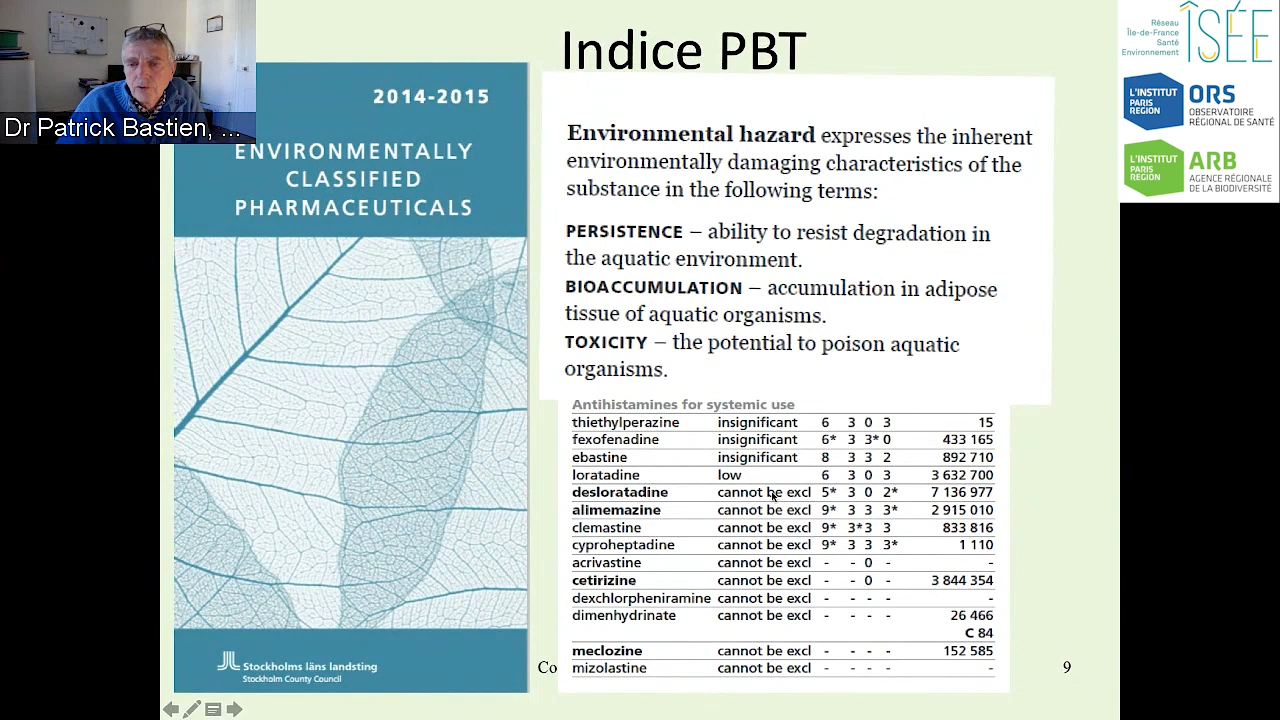 Indice PBT
Dr Patrick Bastien, ...
2014-2015
ENVIRONMENTALLY
CLASSIFIED
PHARMACEUTICALS
Stockholms läns landsting
Stockholm County Council
Environmental hazard expresses the inherent
environmentally damaging characteristics of the
substance in the following terms:
PERSISTENCE – ability to resist degradation in
the aquatic environment.
BIOACCUMULATION – accumulation in adipose
tissue of aquatic organisms.
TOXICITY – the potential to poison aquatic
organisms.
Antihistamines for systemic use
thiethylperazine insignificant 6 3 0 3 15
fexofenadine insignificant 6* 3 3* 0 433 165
ebastine insignificant 8 3 3 2 892 710
loratadine low 6 3 0 3 3 632 700
desloratadine cannot be excl 5* 3 0 2* 7 136 977
alimemazine cannot be excl 9* 3 3 3* 2 915 010
clemastine cannot be excl 9* 3* 3 3 833 816
cyproheptadine cannot be excl 9* 3 3 3* 1 110
acrivastine cannot be excl - - 0 - -
cetirizine cannot be excl - - 0 - 3 844 354
dexchlorpheniramine cannot be excl - - - - -
dimenhydrinate cannot be excl - - - - 26 466
C 84
meclozine cannot be excl - - - - 152 585
mizolastine cannot be excl - - - - -
Co
9
Réseau
Île-de-France
Santé
Environnement
ÎSÉE
L'INSTITUT
PARIS
REGION
ORS
OBSERVATOIRE
RÉGIONAL DE SANTÉ
L'INSTITUT
PARIS
REGION
ARB
AGENCE RÉGIONALE
DE LA BIODIVERSITÉ